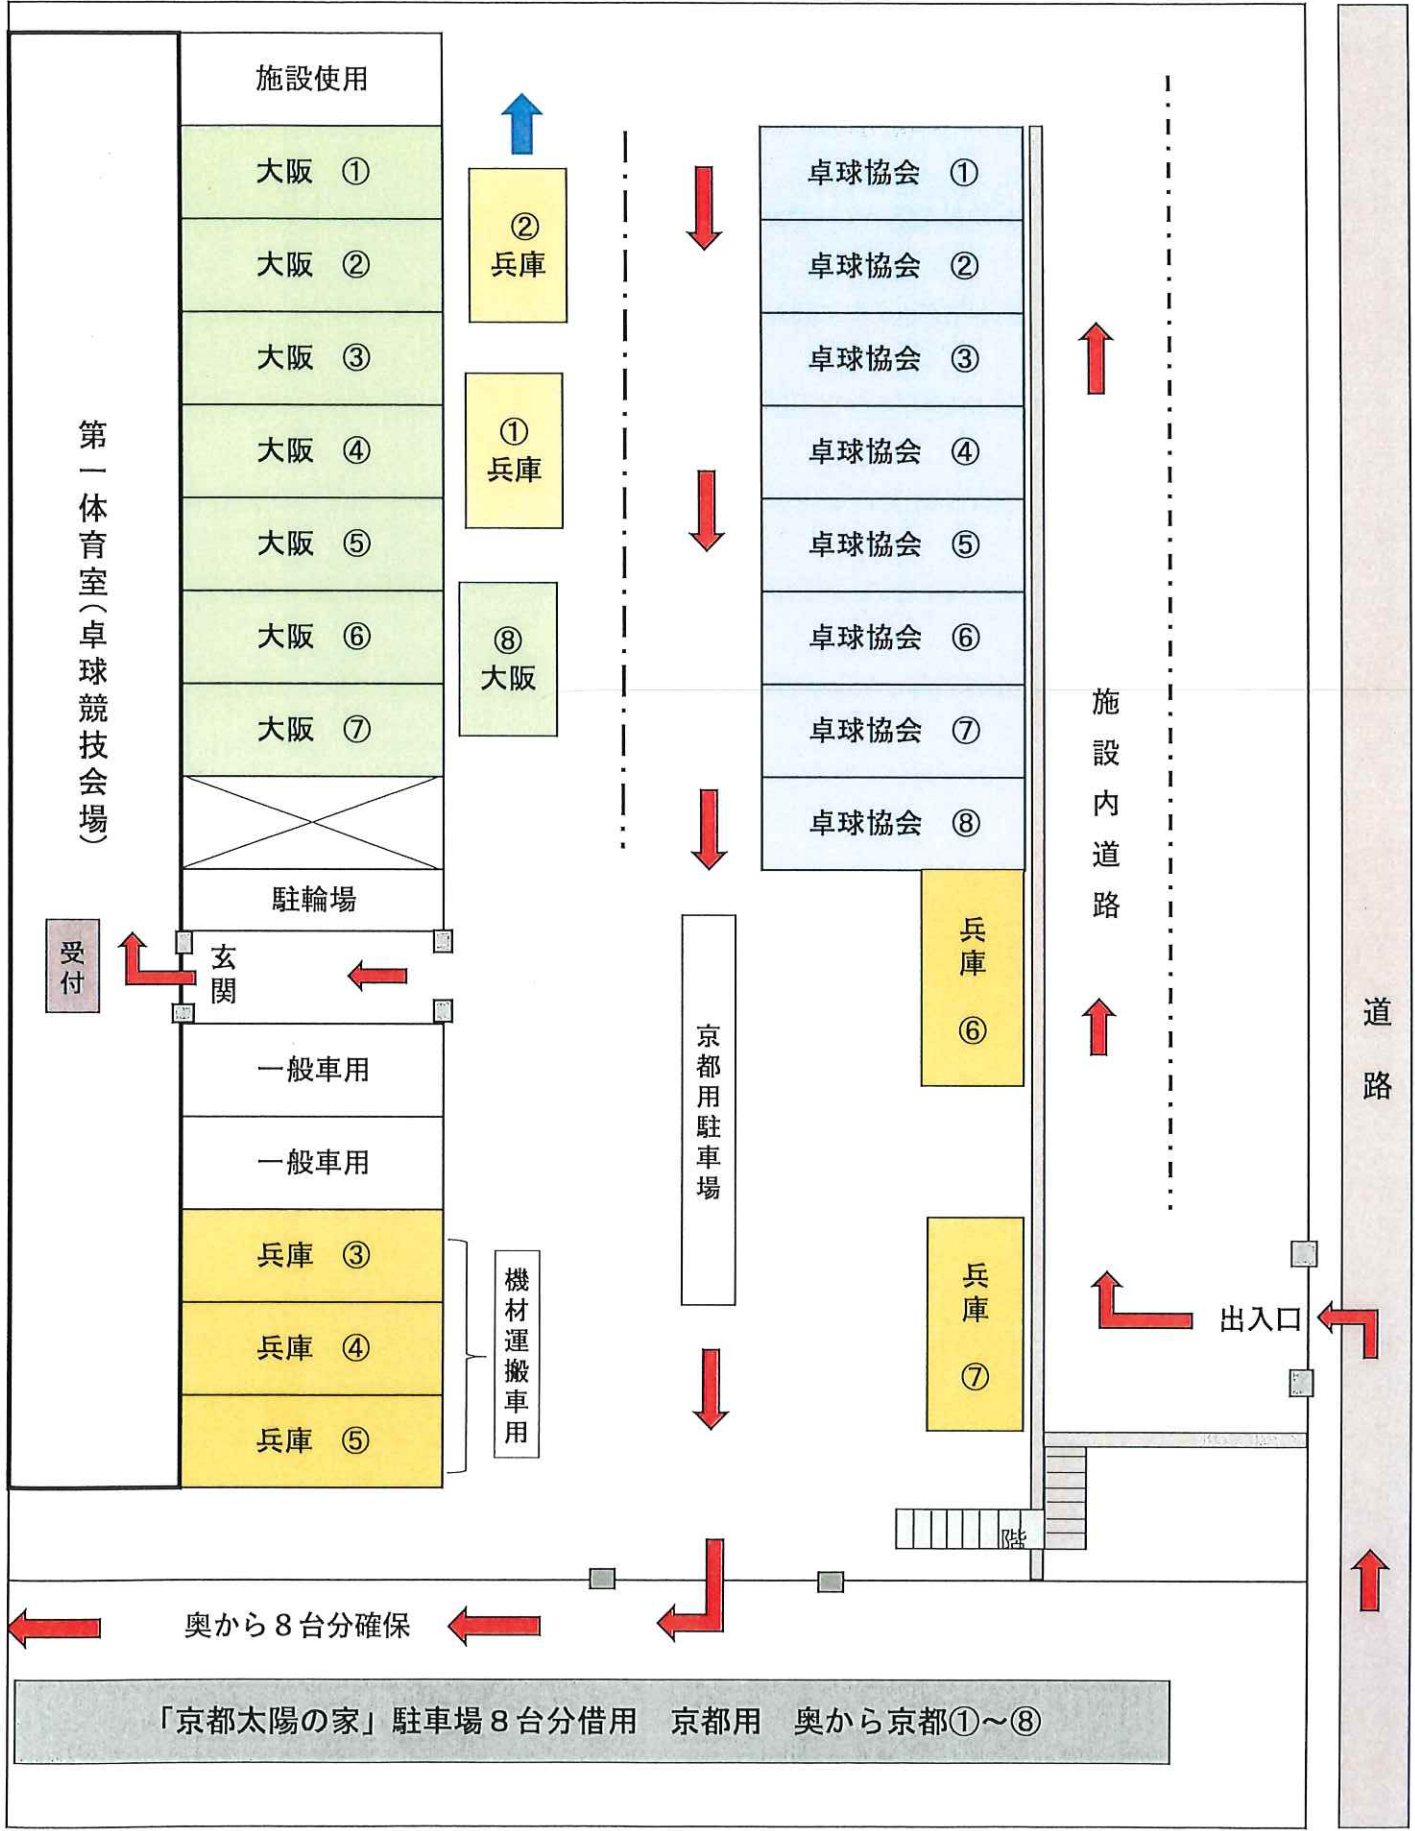 施設使用
大阪 ①
大阪 ②
大阪 ③
大阪 ④
大阪 ⑤
大阪 ⑥
大阪 ⑦
駐輪場
玄関
一般車用
一般車用
兵庫 ③
兵庫 ④
兵庫 ⑤
機材運搬車用
第一体育室(卓球競技会場)
受付
②
兵庫
①
兵庫
⑧
大阪
京都用駐車場
卓球協会 ①
卓球協会 ②
卓球協会 ③
卓球協会 ④
卓球協会 ⑤
卓球協会 ⑥
卓球協会 ⑦
卓球協会 ⑧
兵庫 ⑥
兵庫 ⑦
施設内道路
出入口
道路
階
奥から8台分確保
「京都太陽の家」駐車場8台分借用 京都用 奥から京都①~⑧